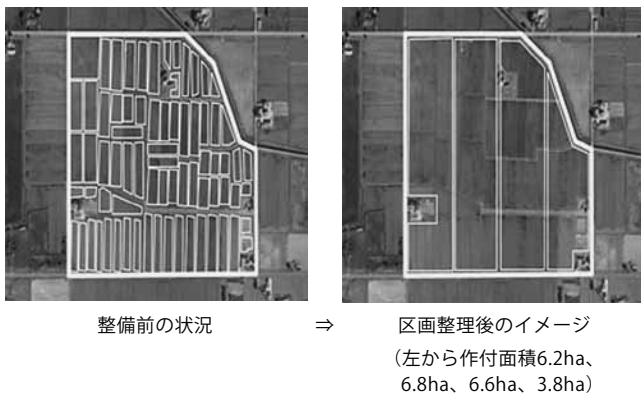 整備前の状況
⇒
区画整理後のイメージ
（左から作付面積6.2ha、
6.8ha、6.6ha、3.8ha）